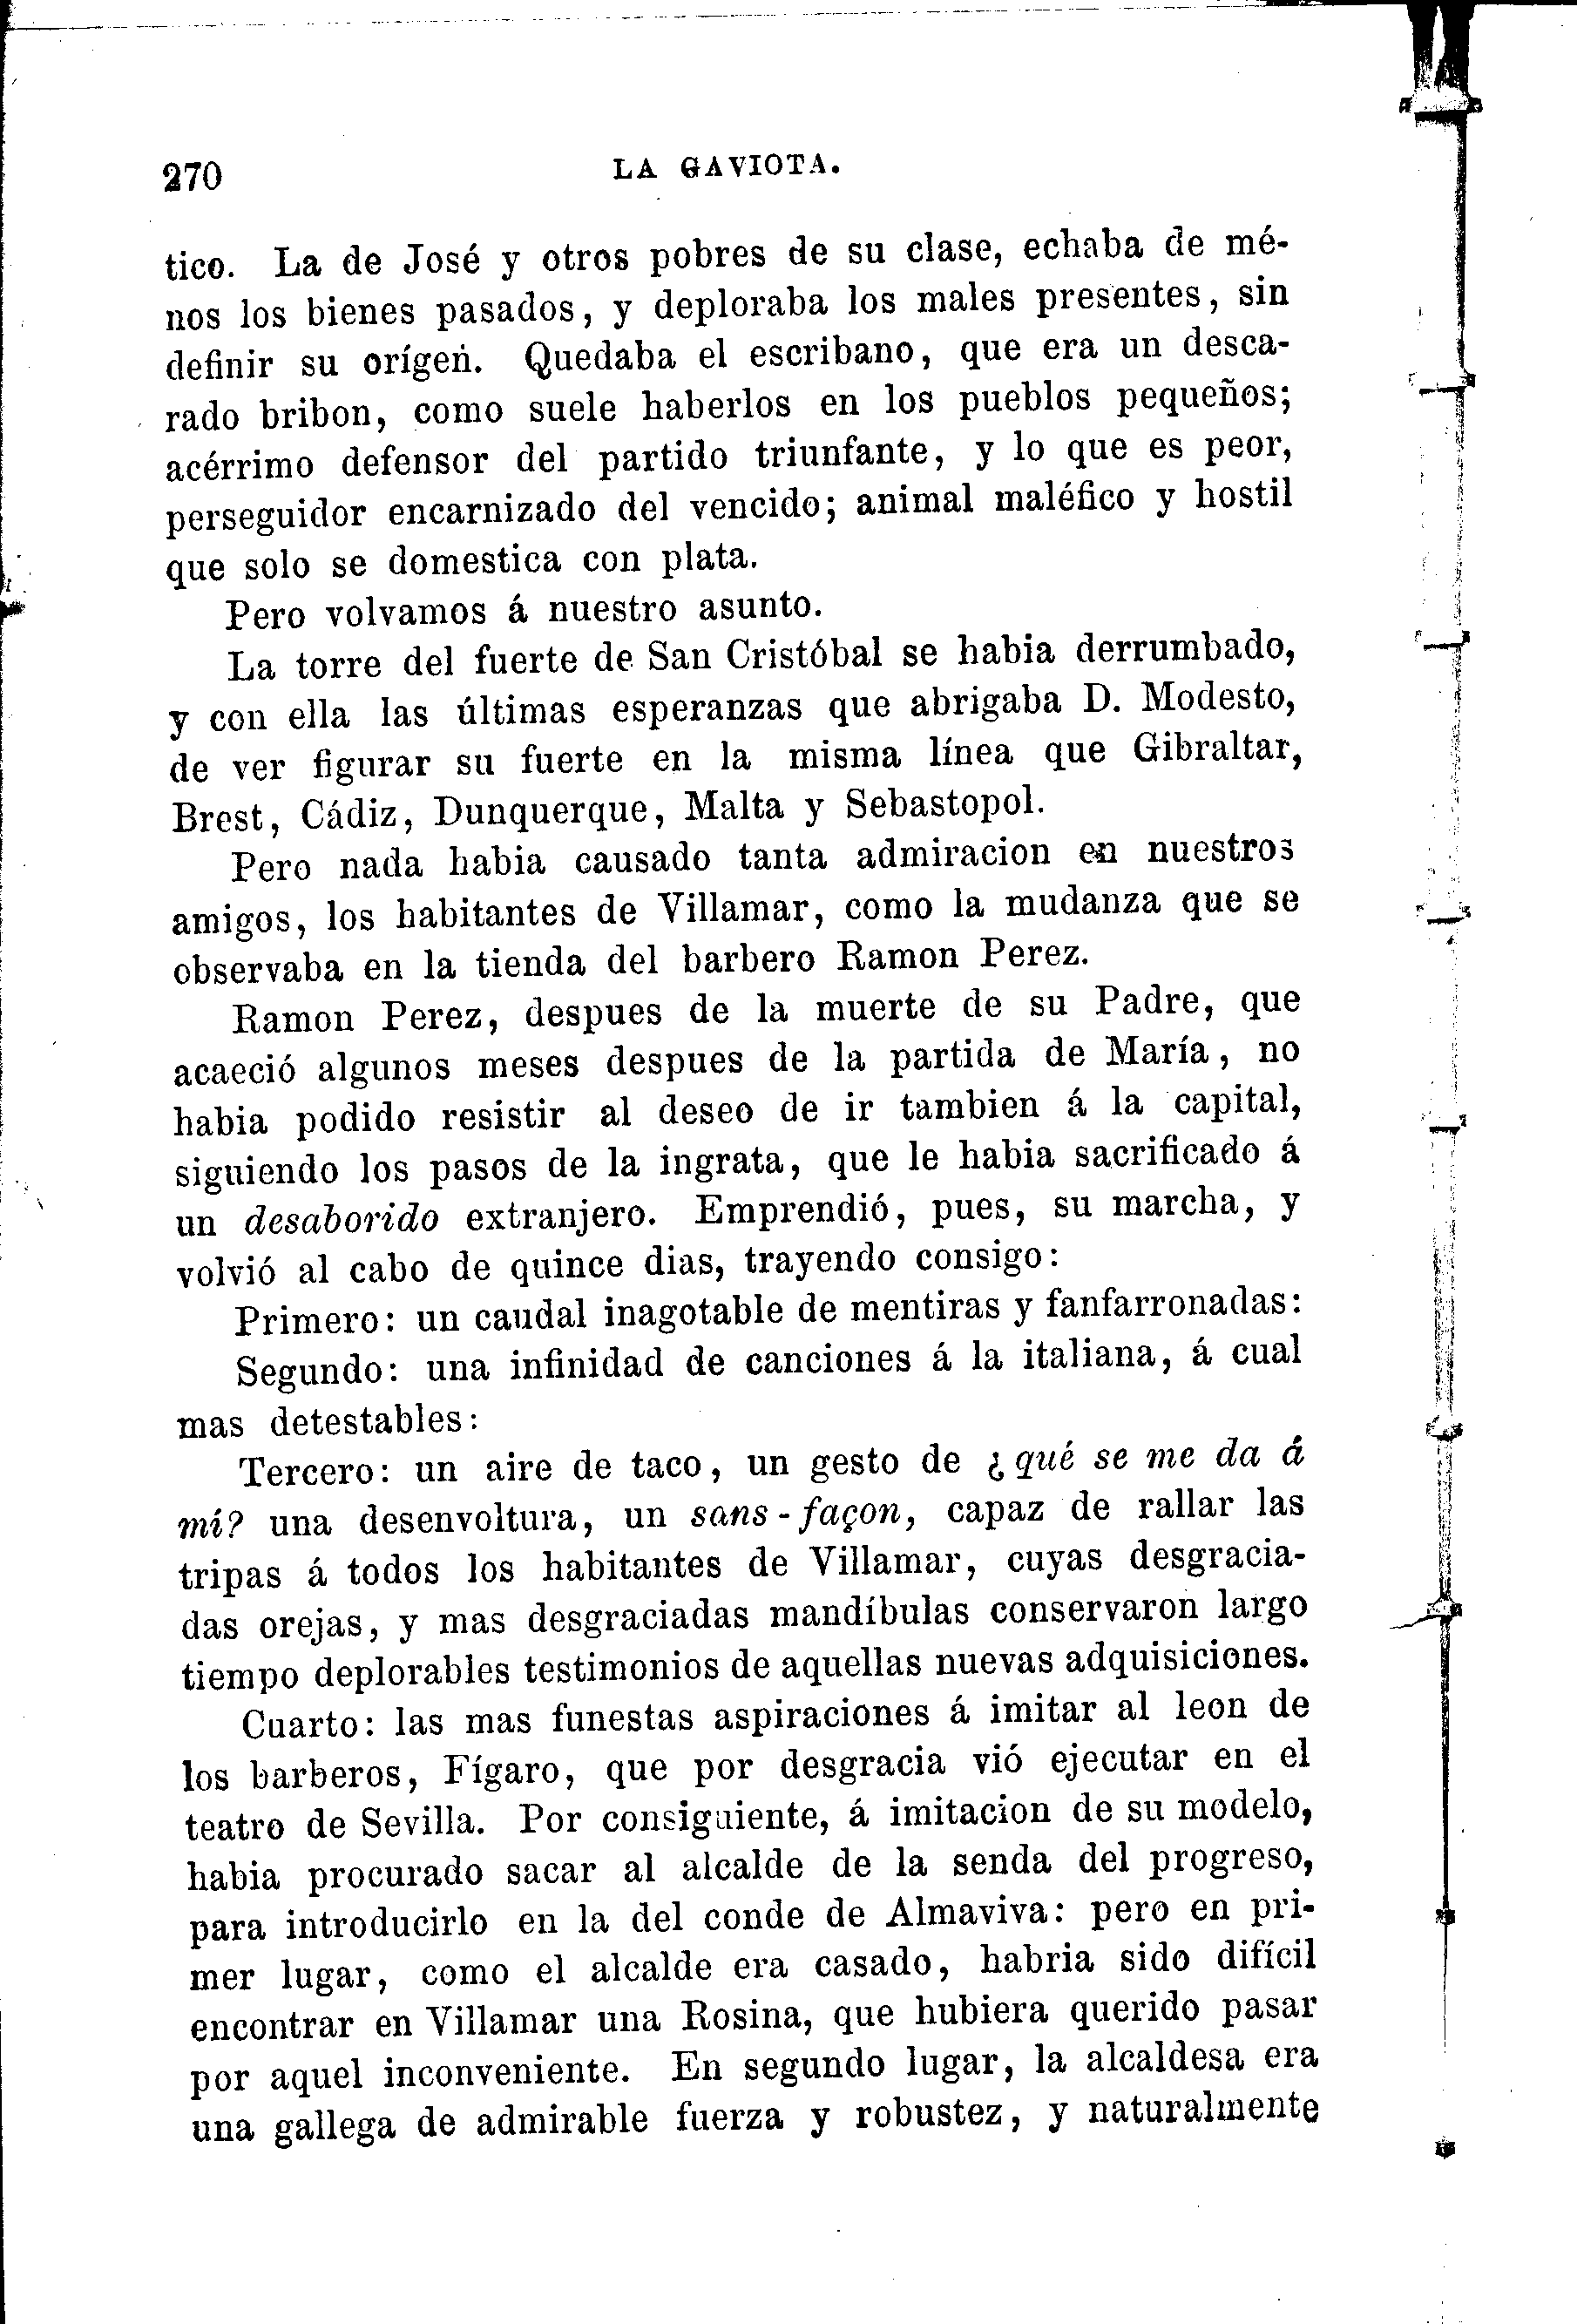 270
LA GAVIOTA.
tico. La de José y otros pobres de su clase, echaba de mé-
nos los bienes pasados, y deploraba los males presentes, sin
definir su orígen. Quedaba el escribano, que era un desca-
rado bribon, como suele haberlos en los pueblos pequeños;
acérrimo defensor del partido triunfante, y lo que es peor,
perseguidor encarnizado del vencido; animal maléfico y hostil
que solo se domestica con plata.
Pero volvamos á nuestro asunto.
La torre del fuerte de San Cristóbal se habia derrumbado,
y con ella las últimas esperanzas que abrigaba D. Modesto,
de ver figurar su fuerte en la misma línea que Gibraltar,
Brest, Cádiz, Dunquerque, Malta y Sebastopol.
Pero nada habia causado tanta admiracion en nuestros
amigos, los habitantes de Villamar, como la mudanza que se
observaba en la tienda del barbero Ramon Perez.
Ramon Perez, despues de la muerte de su Padre, que
acaeció algunos meses despues de la partida de María, no
habia podido resistir al deseo de ir tambien á la capital,
siguiendo los pasos de la ingrata, que le habia sacrificado á
un desaborido extranjero. Emprendió, pues, su marcha, y
volvió al cabo de quince dias, trayendo consigo:
Primero: un caudal inagotable de mentiras y fanfarronadas:
Segundo: una infinidad de canciones á la italiana, á cual
mas detestables:
Tercero: un aire de taco, un gesto de ¿qué se me da á
mí? una desenvoltura, un sans-façon, capaz de rallar las
tripas á todos los habitantes de Villamar, cuyas desgracia-
das orejas, y mas desgraciadas mandíbulas conservaron largo
tiempo deplorables testimonios de aquellas nuevas adquisiciones.
Cuarto: las mas funestas aspiraciones á imitar al leon de
los barberos, Fígaro, que por desgracia vió ejecutar en el
teatro de Sevilla. Por consiguiente, á imitacion de su modelo,
habia procurado sacar al alcalde de la senda del progreso,
para introducirlo en la del conde de Almaviva: pero en pri-
mer lugar, como el alcalde era casado, habria sido difícil
encontrar en Villamar una Rosina, que hubiera querido pasar
por aquel inconveniente. En segundo lugar, la alcaldesa era
una gallega de admirable fuerza y robustez, y naturalmente